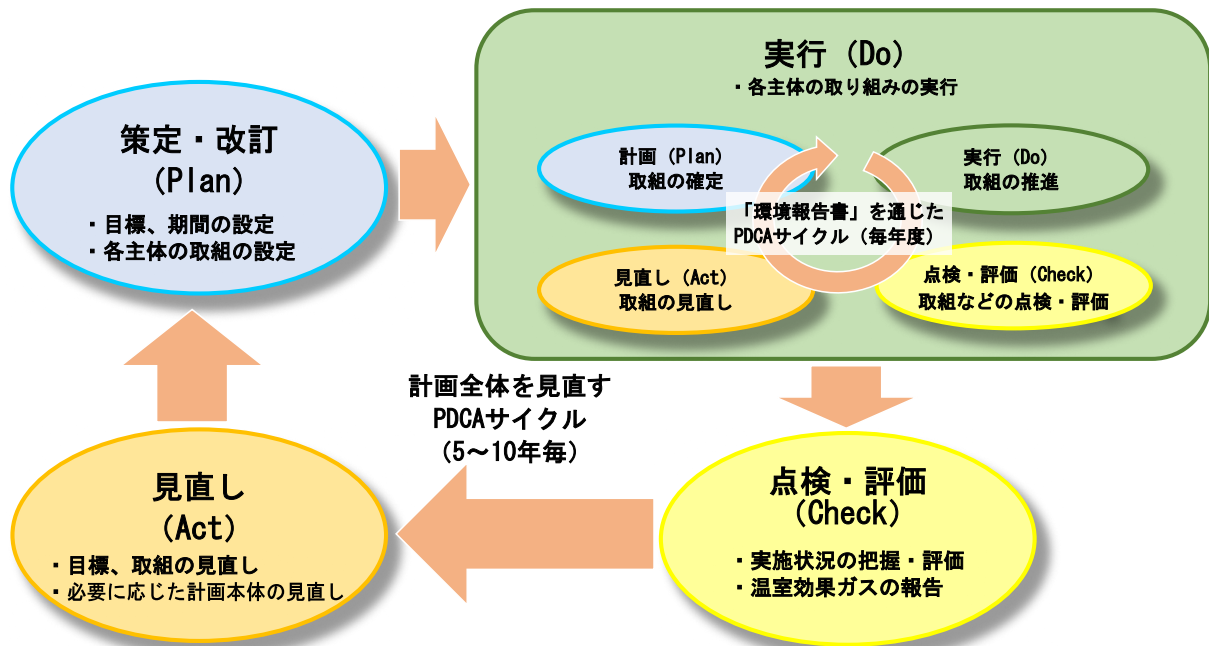 策定・改訂
(Plan)
・目標、期間の設定
・各主体の取組の設定
実行(Do)
・各主体の取り組みの実行
計画(Plan)
取組の確定
実行(Do)
取組の推進
「環境報告書」を通じた
PDCAサイクル(毎年度)
見直し(Act)
取組の見直し
点検・評価(Check)
取組などの点検・評価
計画全体を見直す
PDCAサイクル
(5～10年毎)
見直し
(Act)
・目標、取組の見直し
・必要に応じた計画本体の見直し
点検・評価
(Check)
・実施状況の把握・評価
・温室効果ガスの報告